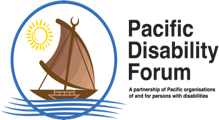 Pacific
Disability
Forum
A partnership of Pacific organisations
of and for persons with disabilities